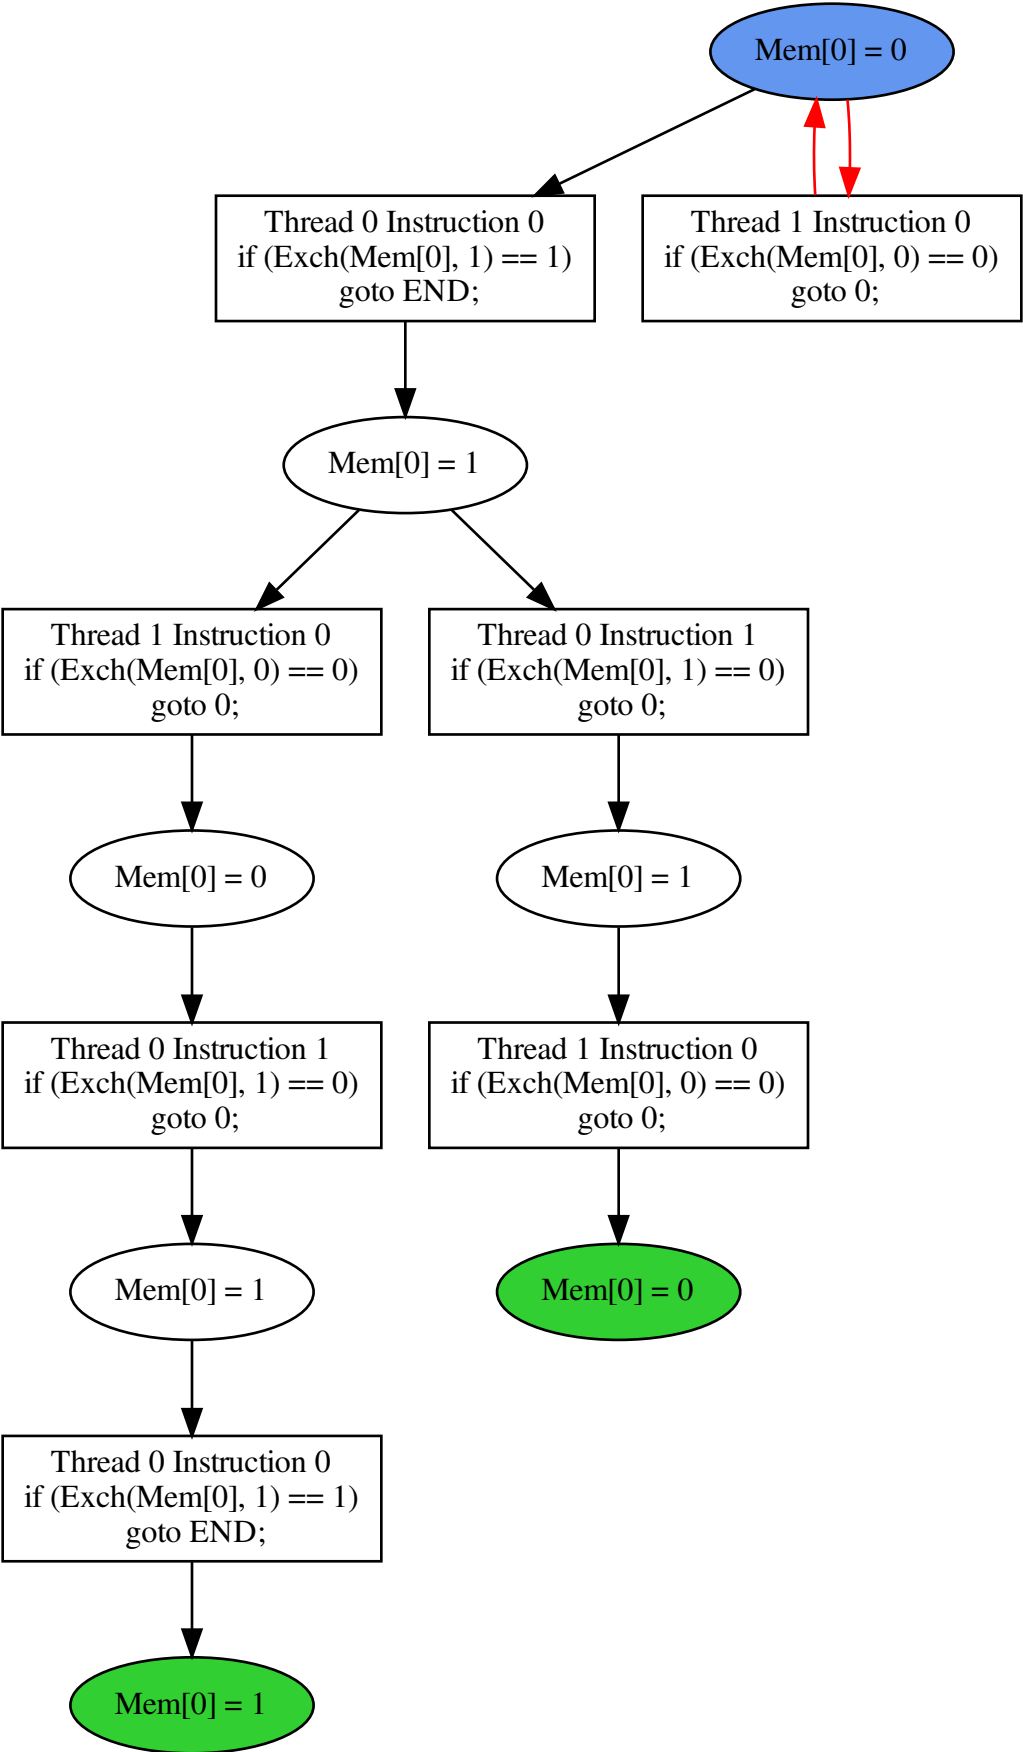 Mem[0] = 0
Thread 0 Instruction 0
if (Exch(Mem[0], 1) == 1)
goto END;
Thread 1 Instruction 0
if (Exch(Mem[0], 0) == 0)
goto 0;
Mem[0] = 1
Thread 1 Instruction 0
if (Exch(Mem[0], 0) == 0)
goto 0;
Thread 0 Instruction 1
if (Exch(Mem[0], 1) == 0)
goto 0;
Mem[0] = 0
Mem[0] = 1
Thread 0 Instruction 1
if (Exch(Mem[0], 1) == 0)
goto 0;
Thread 1 Instruction 0
if (Exch(Mem[0], 0) == 0)
goto 0;
Mem[0] = 1
Mem[0] = 0
Thread 0 Instruction 0
if (Exch(Mem[0], 1) == 1)
goto END;
Mem[0] = 1